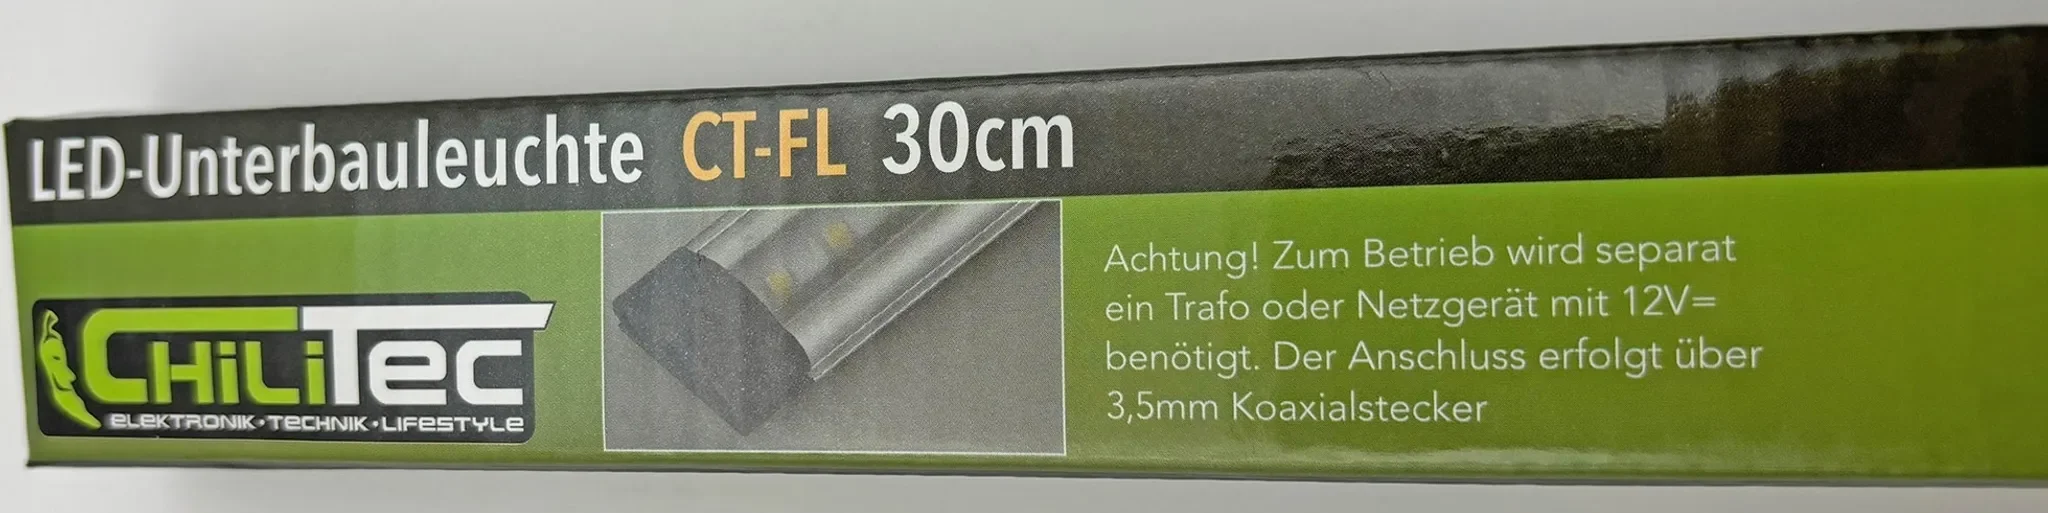 LED-Unterbauleuchte CT-FL 30cm
CHiLiTec
ELEKTRONIK·TECHNIK·LIFESTYLE
Achtung! Zum Betrieb wird separat
ein Trafo oder Netzgerät mit 12V=
benötigt. Der Anschluss erfolgt über
3,5mm Koaxialstecker